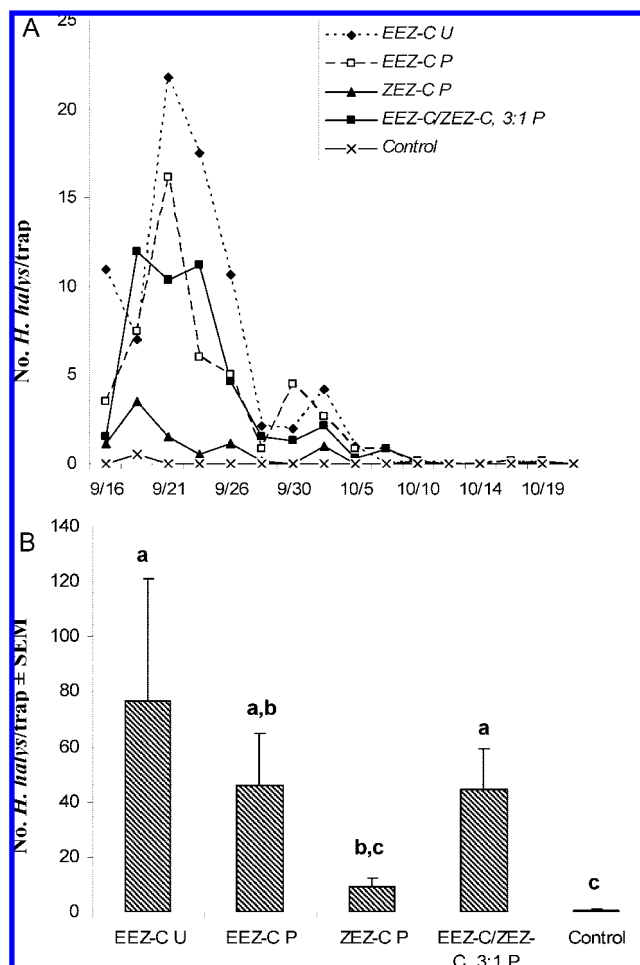 A
No. H. halys/trap
25
20
15
10
5
0
EEZ-C U
EEZ-C P
ZEZ-C P
EEZ-C/ZEZ-C, 3:1 P
Control
9/16 9/21 9/26 9/30 10/5 10/10 10/14 10/19
B
No. H. halys/trap ± SEM
140
120
100
80
60
40
20
0
a
a,b
b,c
a
c
EEZ-C U
EEZ-C P
ZEZ-C P
EEZ-C/ZEZ-
C, 3:1 P
Control